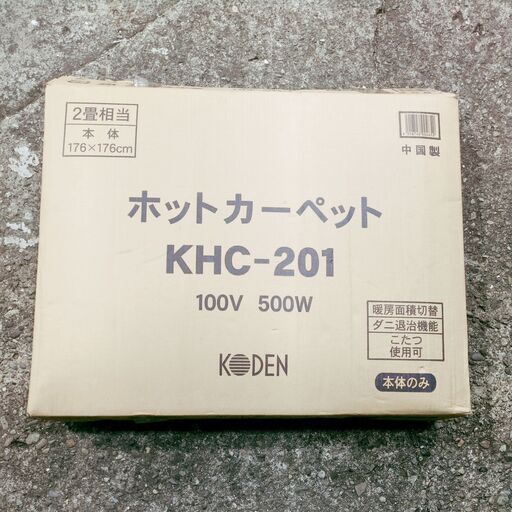 2畳相当
本体
176×176cm
中国製
ホットカーペット
KHC-201
100V 500W
暖房面積切替
ダニ退治機能
こたつ
使用可
KODEN
本体のみ